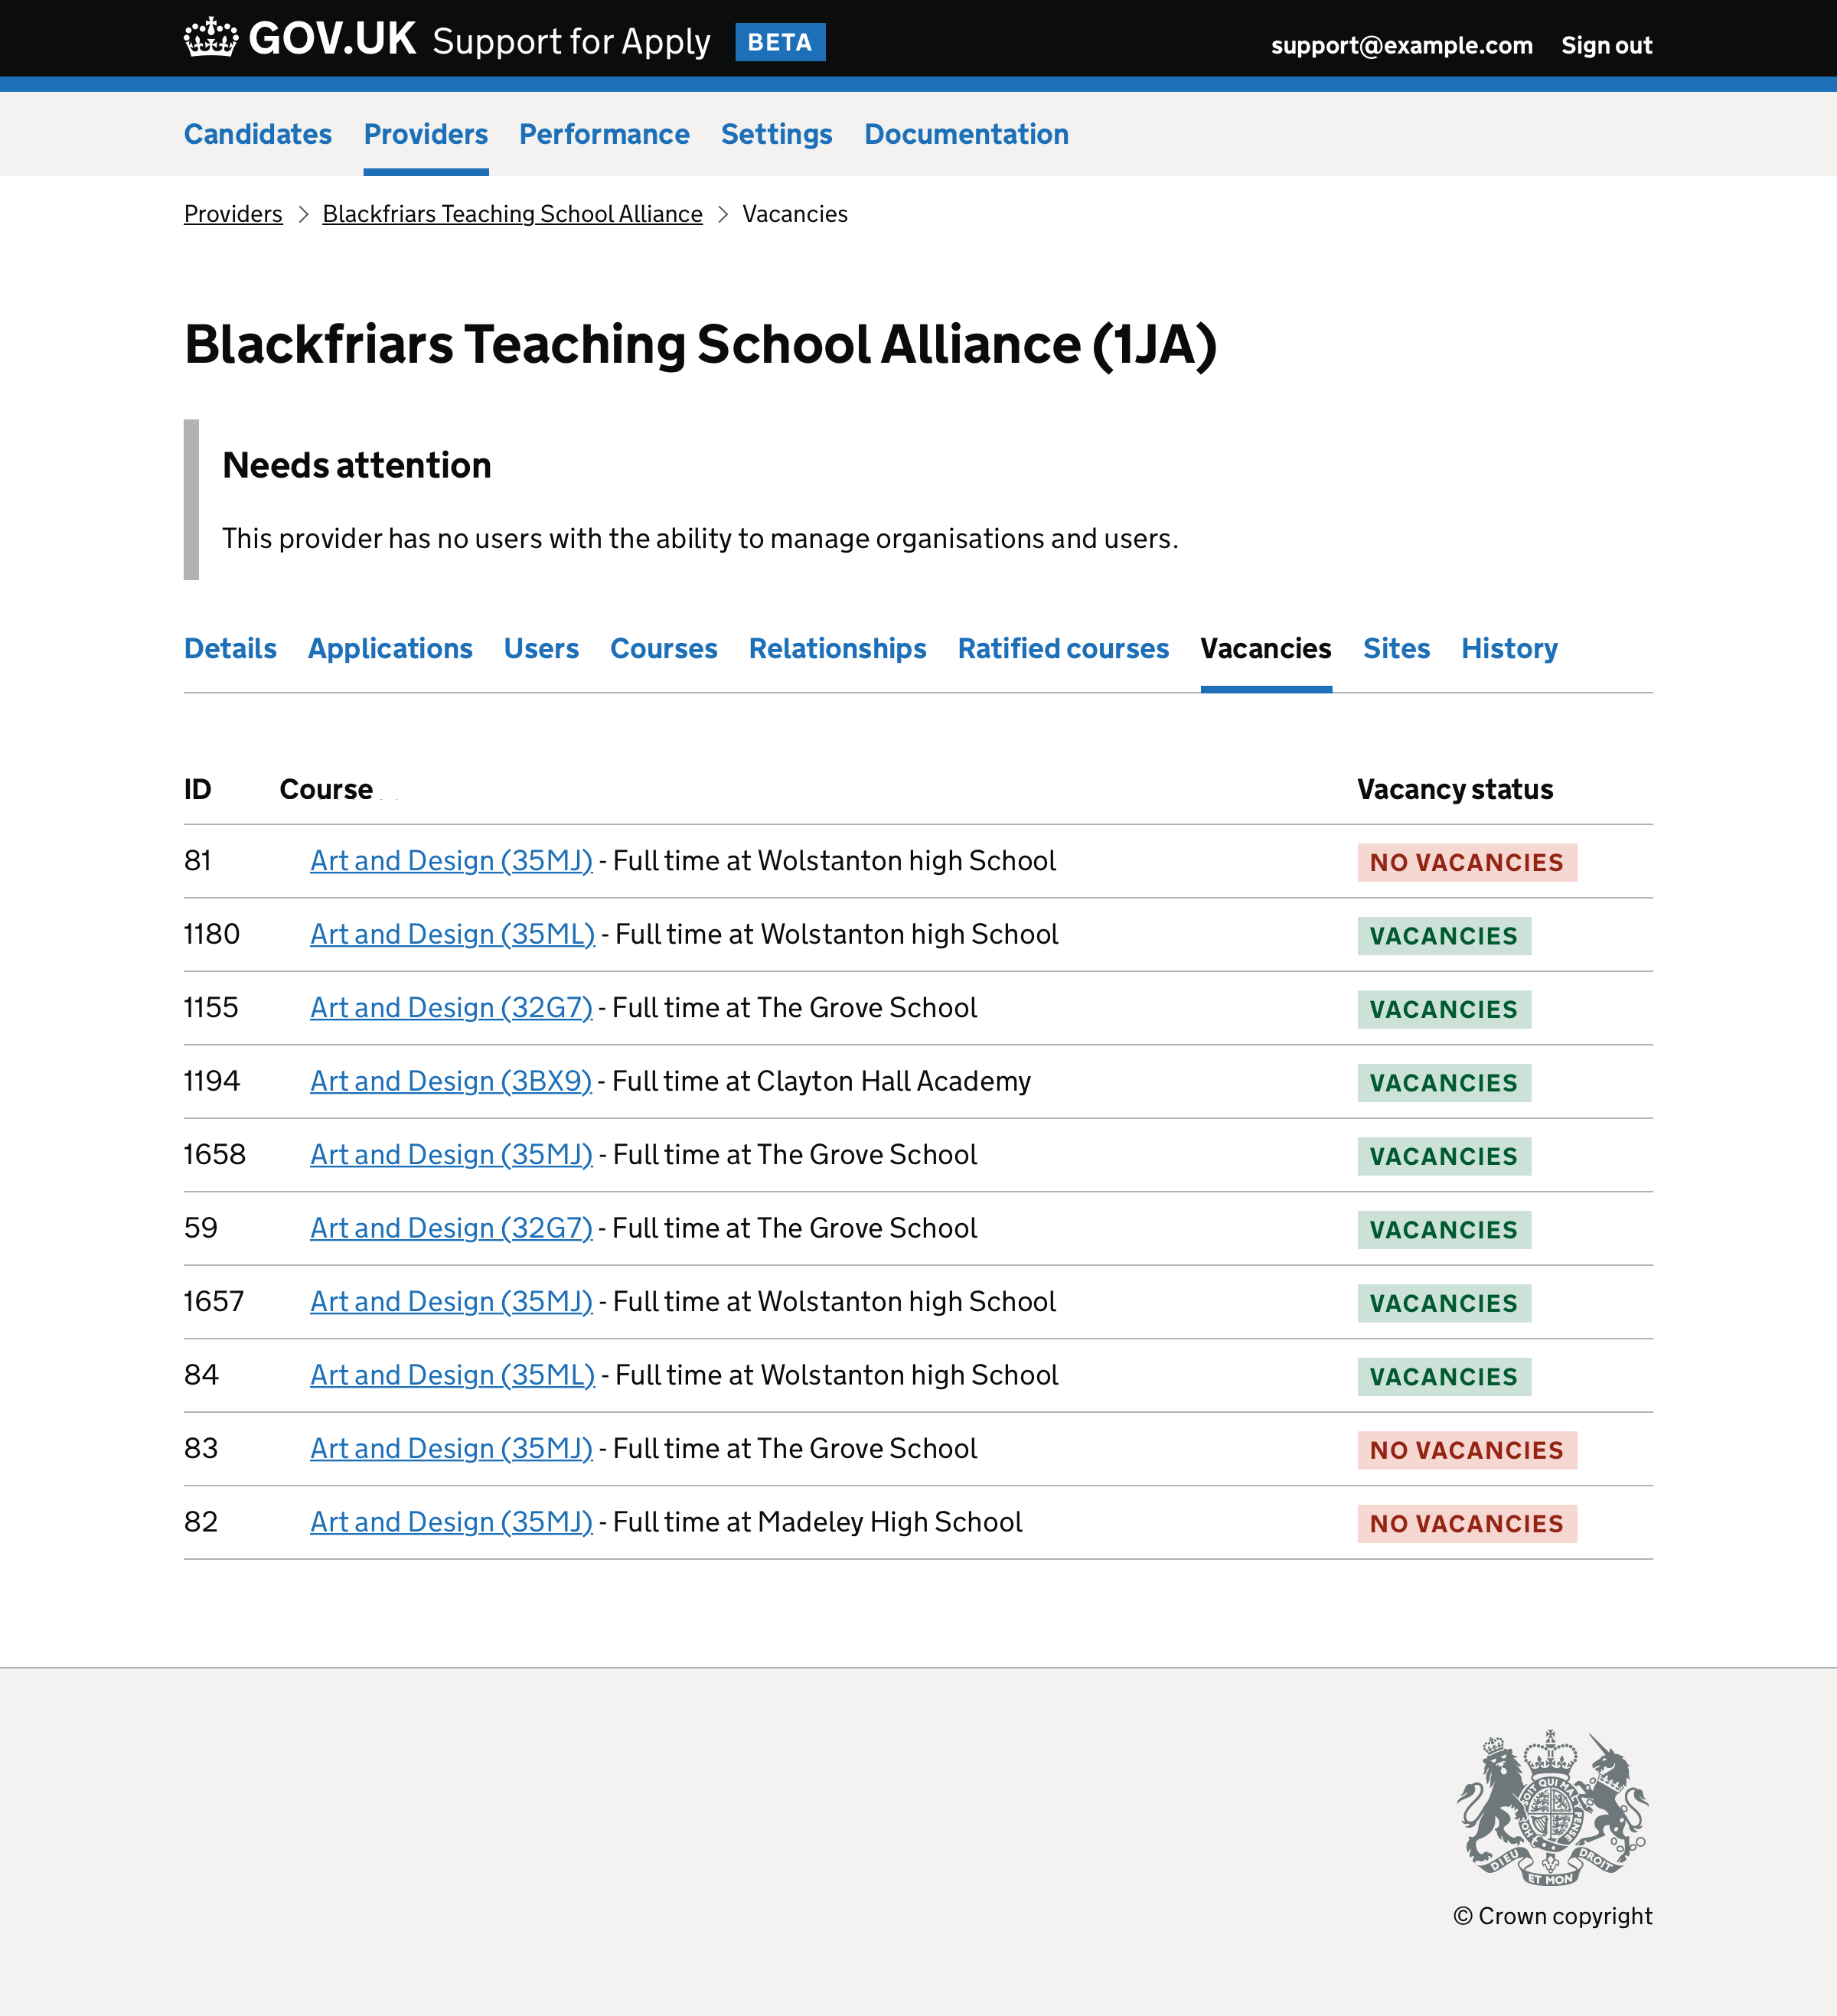 GOV.UK Support for Apply BETA support@example.com Sign out
Candidates Providers Performance Settings Documentation
Providers > Blackfriars Teaching School Alliance > Vacancies
Blackfriars Teaching School Alliance (1JA)
Needs attention
This provider has no users with the ability to manage organisations and users.
Details Applications Users Courses Relationships Ratified courses Vacancies Sites History
ID Course Vacancy status
81 Art and Design (35MJ) - Full time at Wolstanton high School NO VACANCIES
1180 Art and Design (35ML) - Full time at Wolstanton high School VACANCIES
1155 Art and Design (32G7) - Full time at The Grove School VACANCIES
1194 Art and Design (3BX9) - Full time at Clayton Hall Academy VACANCIES
1658 Art and Design (35MJ) - Full time at The Grove School VACANCIES
59 Art and Design (32G7) - Full time at The Grove School VACANCIES
1657 Art and Design (35MJ) - Full time at Wolstanton high School VACANCIES
84 Art and Design (35ML) - Full time at Wolstanton high School VACANCIES
83 Art and Design (35MJ) - Full time at The Grove School NO VACANCIES
82 Art and Design (35MJ) - Full time at Madeley High School NO VACANCIES
DIEU ET MON DROIT
© Crown copyright